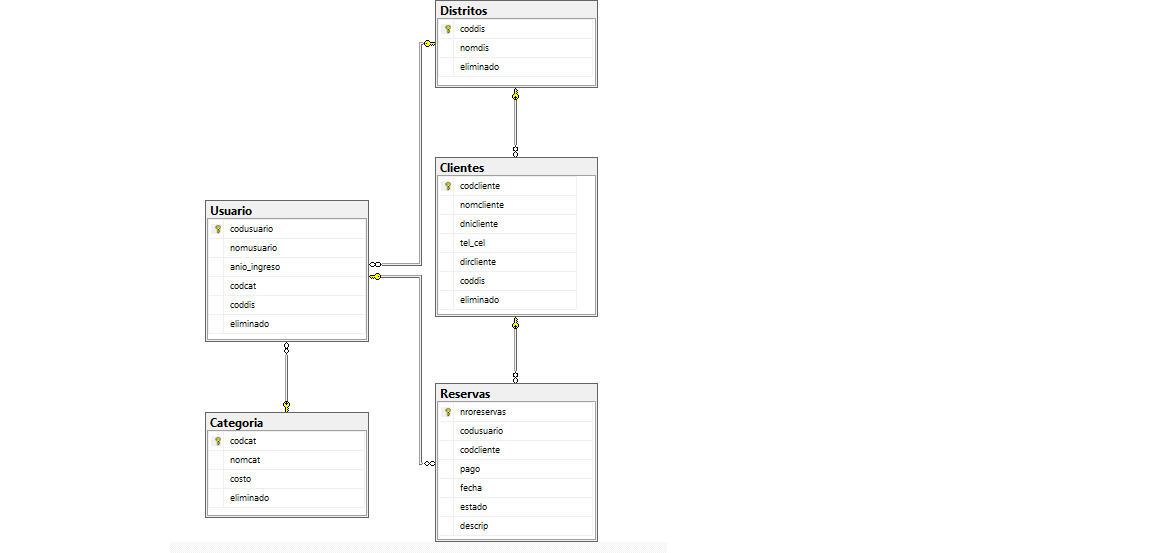 Distritos
coddis
nomdis
eliminado
Clientes
codcliente
nomcliente
dnicliente
tel_cel
dircliente
coddis
eliminado
Usuario
codusuario
nomusuario
anio_ingreso
codcat
coddis
eliminado
Categoria
codcat
nomcat
costo
eliminado
Reservas
nroreservas
codusuario
codcliente
pago
fecha
estado
descrip